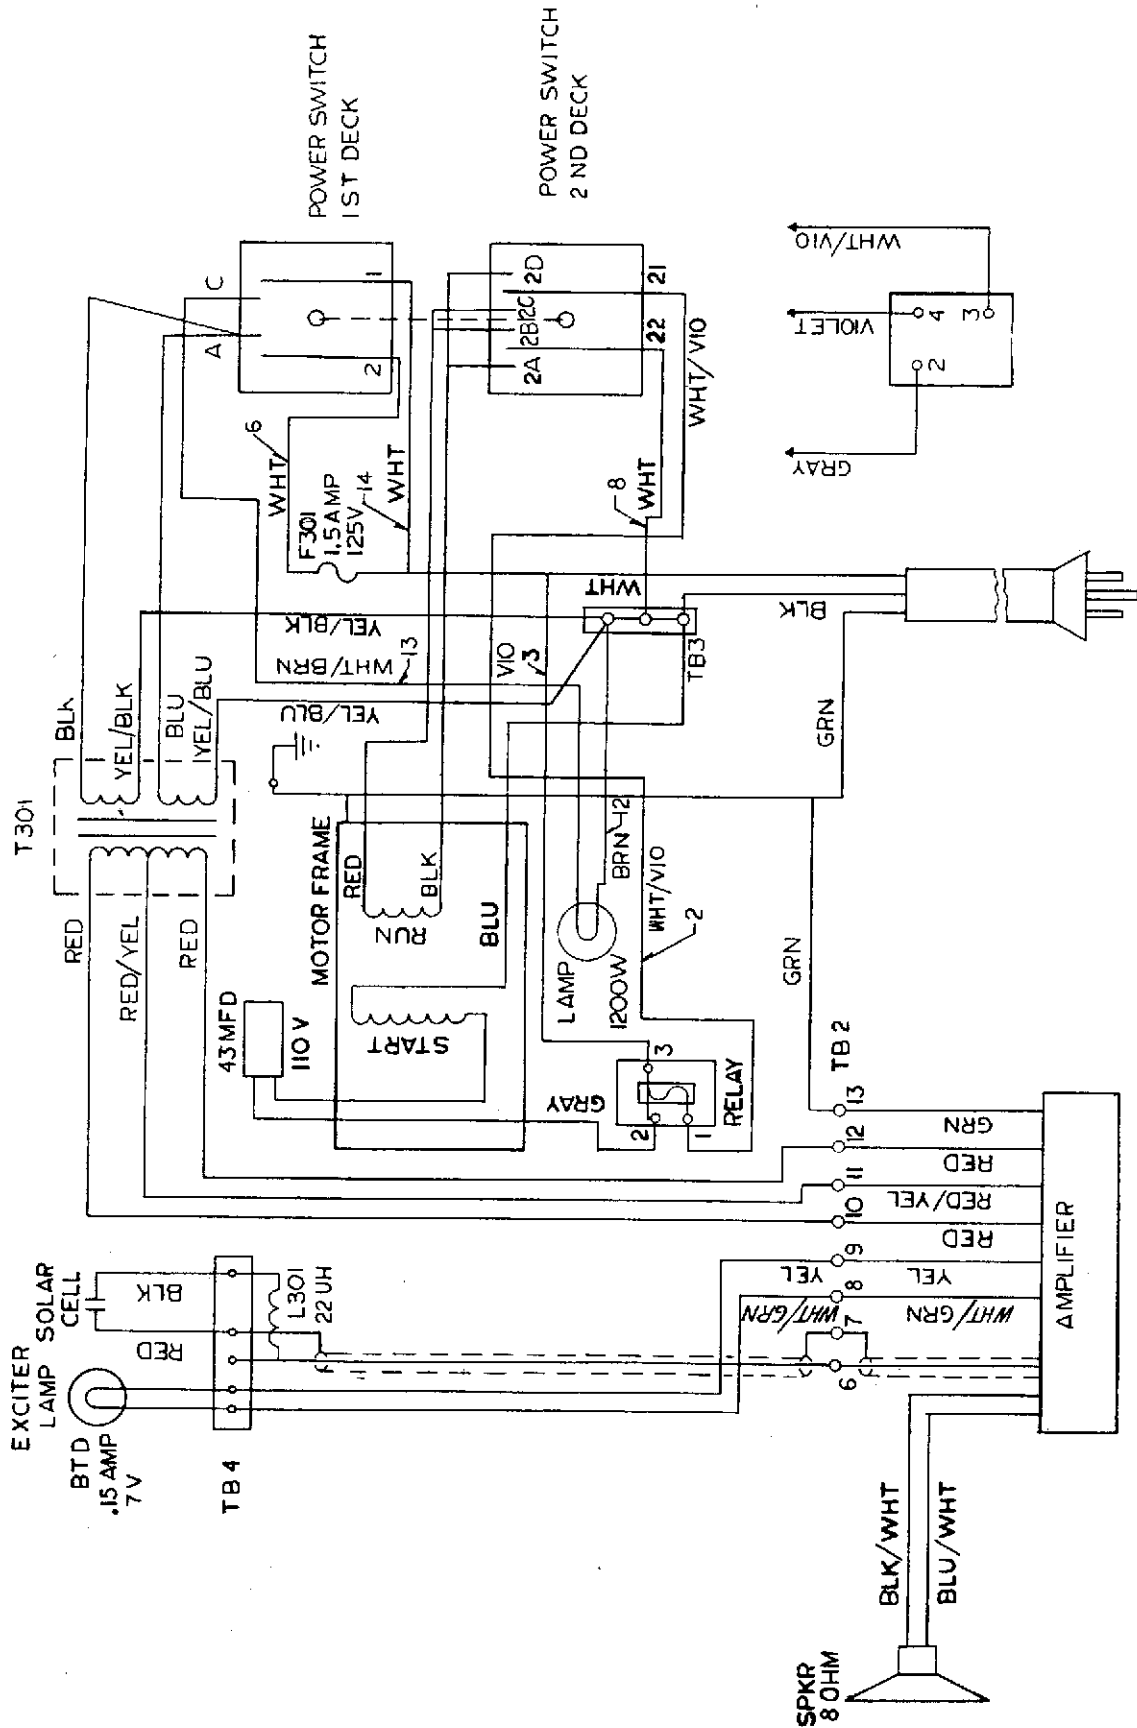 EXCITER
LAMP
SOLAR
CELL
BTD
.15 AMP
7V
TB4
BLK
RED
L301
22 UH
T301
RED
RED/YEL
RED
BLK
YEL/BLK
BLU
YEL/BLU
43MFD
110V
MOTOR FRAME
RED
RUN
BLK
START
BLU
GRAY
YEL/BLU
WHT/BRN
13
YEL/BLK
VIO
3
F301
1.5 AMP
125V
14
WHT
6
WHT
A
C
2
1
POWER SWITCH
1ST DECK
2A
2B
2C
2D
22
21
POWER SWITCH
2ND DECK
WHT/VIO
WHT
8
WHT
TB3
BLK
GRN
LAMP
1200W
BRN
12
WHT/VIO
2
3
2
1
RELAY
GRN
TB2
13
12
11
10
9
8
7
6
GRN
RED
RED/YEL
RED
YEL
YEL
WHT/GRN
WHT/GRN
AMPLIFIER
BLK/WHT
BLU/WHT
SPKR
8 OHM
GRAY
VIOLET
WHT/VIO
2
4
3